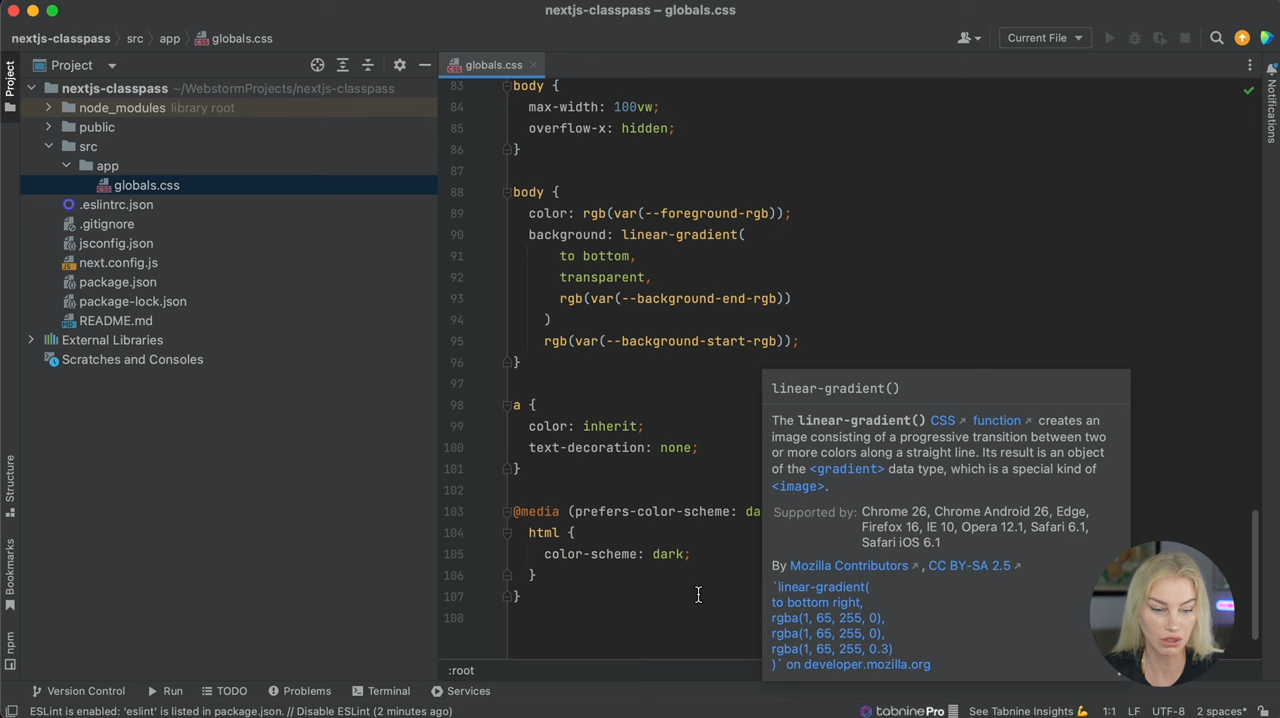 nextjs-classpass – globals.css
nextjs-classpass
src
app
globals.css
Current File
Project
Project
globals.css
nextjs-classpass ~/WebstormProjects/nextjs-classpass
node_modules library root
public
src
app
globals.css
.eslintrc.json
.gitignore
jsconfig.json
next.config.js
package.json
package-lock.json
README.md
External Libraries
Scratches and Consoles
Structure
Bookmarks
npm
Notifications
83 body {
84 max-width: 100vw;
85 overflow-x: hidden;
86 }
87
88 body {
89 color: rgb(var(--foreground-rgb));
90 background: linear-gradient(
91 to bottom,
92 transparent,
93 rgb(var(--background-end-rgb))
94 )
95 rgb(var(--background-start-rgb));
96 }
97
98 a {
99 color: inherit;
100 text-decoration: none;
101 }
102
103 @media (prefers-color-scheme: da
104 html {
105 color-scheme: dark;
106 }
107 }
108
:root
linear-gradient()
The linear-gradient() CSS function creates an
image consisting of a progressive transition between two
or more colors along a straight line. Its result is an object
of the <gradient> data type, which is a special kind of
<image>.
Supported by: Chrome 26, Chrome Android 26, Edge,
Firefox 16, IE 10, Opera 12.1, Safari 6.1,
Safari iOS 6.1
By Mozilla Contributors, CC BY-SA 2.5
`linear-gradient(
to bottom right,
rgba(1, 65, 255, 0),
rgba(1, 65, 255, 0),
rgba(1, 65, 255, 0.3)
)` on developer.mozilla.org
Version Control Run TODO Problems Terminal Services
ESLint is enabled: 'eslint' is listed in package.json. // Disable ESLint (2 minutes ago)
tabnine Pro See Tabnine Insights 1:1 LF UTF-8 2 spaces*